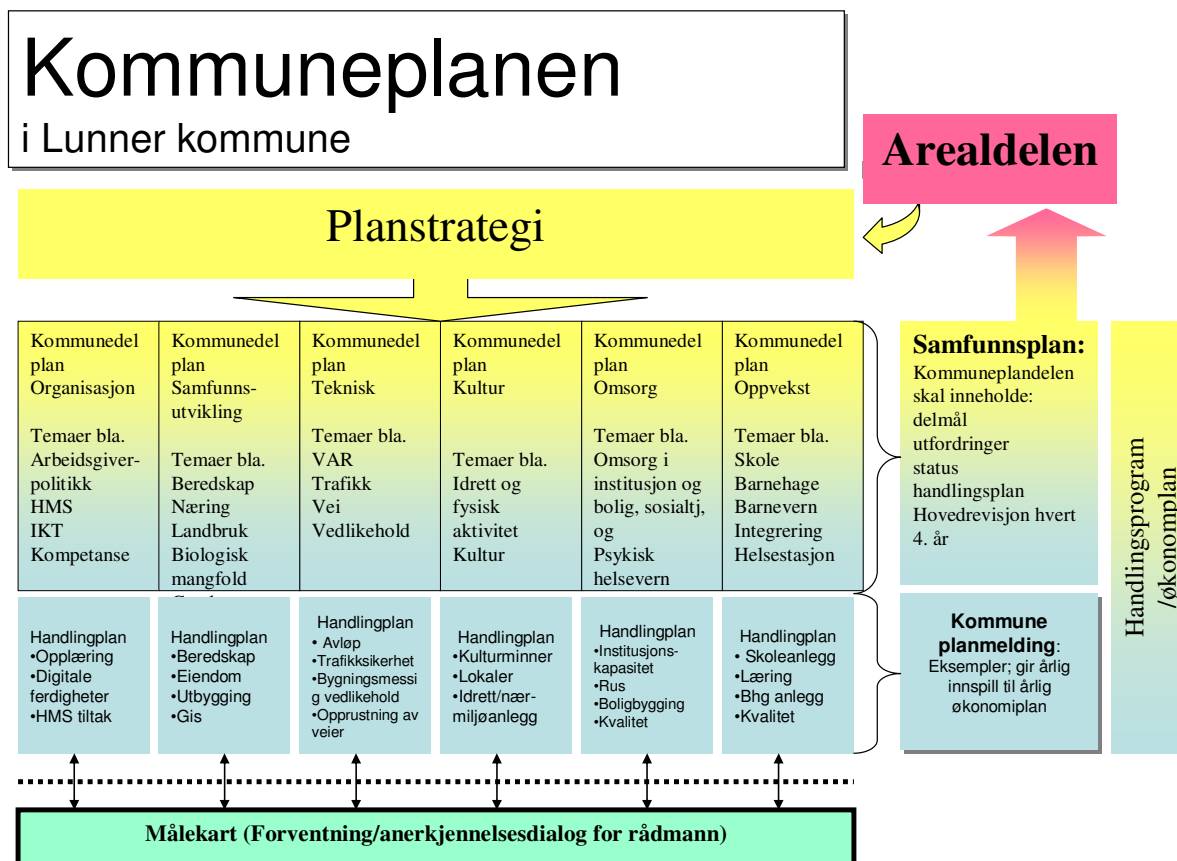 Kommuneplanen
i Lunner kommune
Arealdelen
Planstrategi
Kommunedel
plan
Organisasjon
Temaer bla.
Arbeidsgiver-
politikk
HMS
IKT
Kompetanse
Kommunedel
plan
Samfunns-
utvikling
Temaer bla.
Beredskap
Næring
Landbruk
Biologisk
mangfold
Kommunedel
plan
Teknisk
Temaer bla.
VAR
Trafikk
Vei
Vedlikehold
Kommunedel
plan
Kultur
Temaer bla.
Idrett og
fysisk
aktivitet
Kultur
Kommunedel
plan
Omsorg
Temaer bla.
Omsorg i
institusjon og
bolig, sosialtj,
og
Psykisk
helsevern
Kommunedel
plan
Oppvekst
Temaer bla.
Skole
Barnehage
Barnevern
Integrering
Helsestasjon
Samfunnsplan:
Kommuneplandelen
skal inneholde:
delmål
utfordringer
status
handlingsplan
Hovedrevisjon hvert
4. år
Handlingsprogram
/økonomplan
Handlingplan
•Opplæring
•Digitale
ferdigheter
•HMS tiltak
Handlingplan
•Beredskap
•Eiendom
•Utbygging
•Gis
Handlingplan
• Avløp
•Trafikksikerhet
•Bygningsmessi
g vedlikehold
•Opprustning av
veier
Handlingplan
•Kulturminner
•Lokaler
•Idrett/nær-
miljøanlegg
Handlingplan
•Institusjons-
kapasitet
•Rus
•Boligbygging
•Kvalitet
Handlingplan
• Skoleanlegg
•Læring
•Bhg anlegg
•Kvalitet
Kommune
planmelding:
Eksempler; gir årlig
innspill til årlig
økonomiplan
Målekart (Forventning/anerkjennelsesdialog for rådmann)